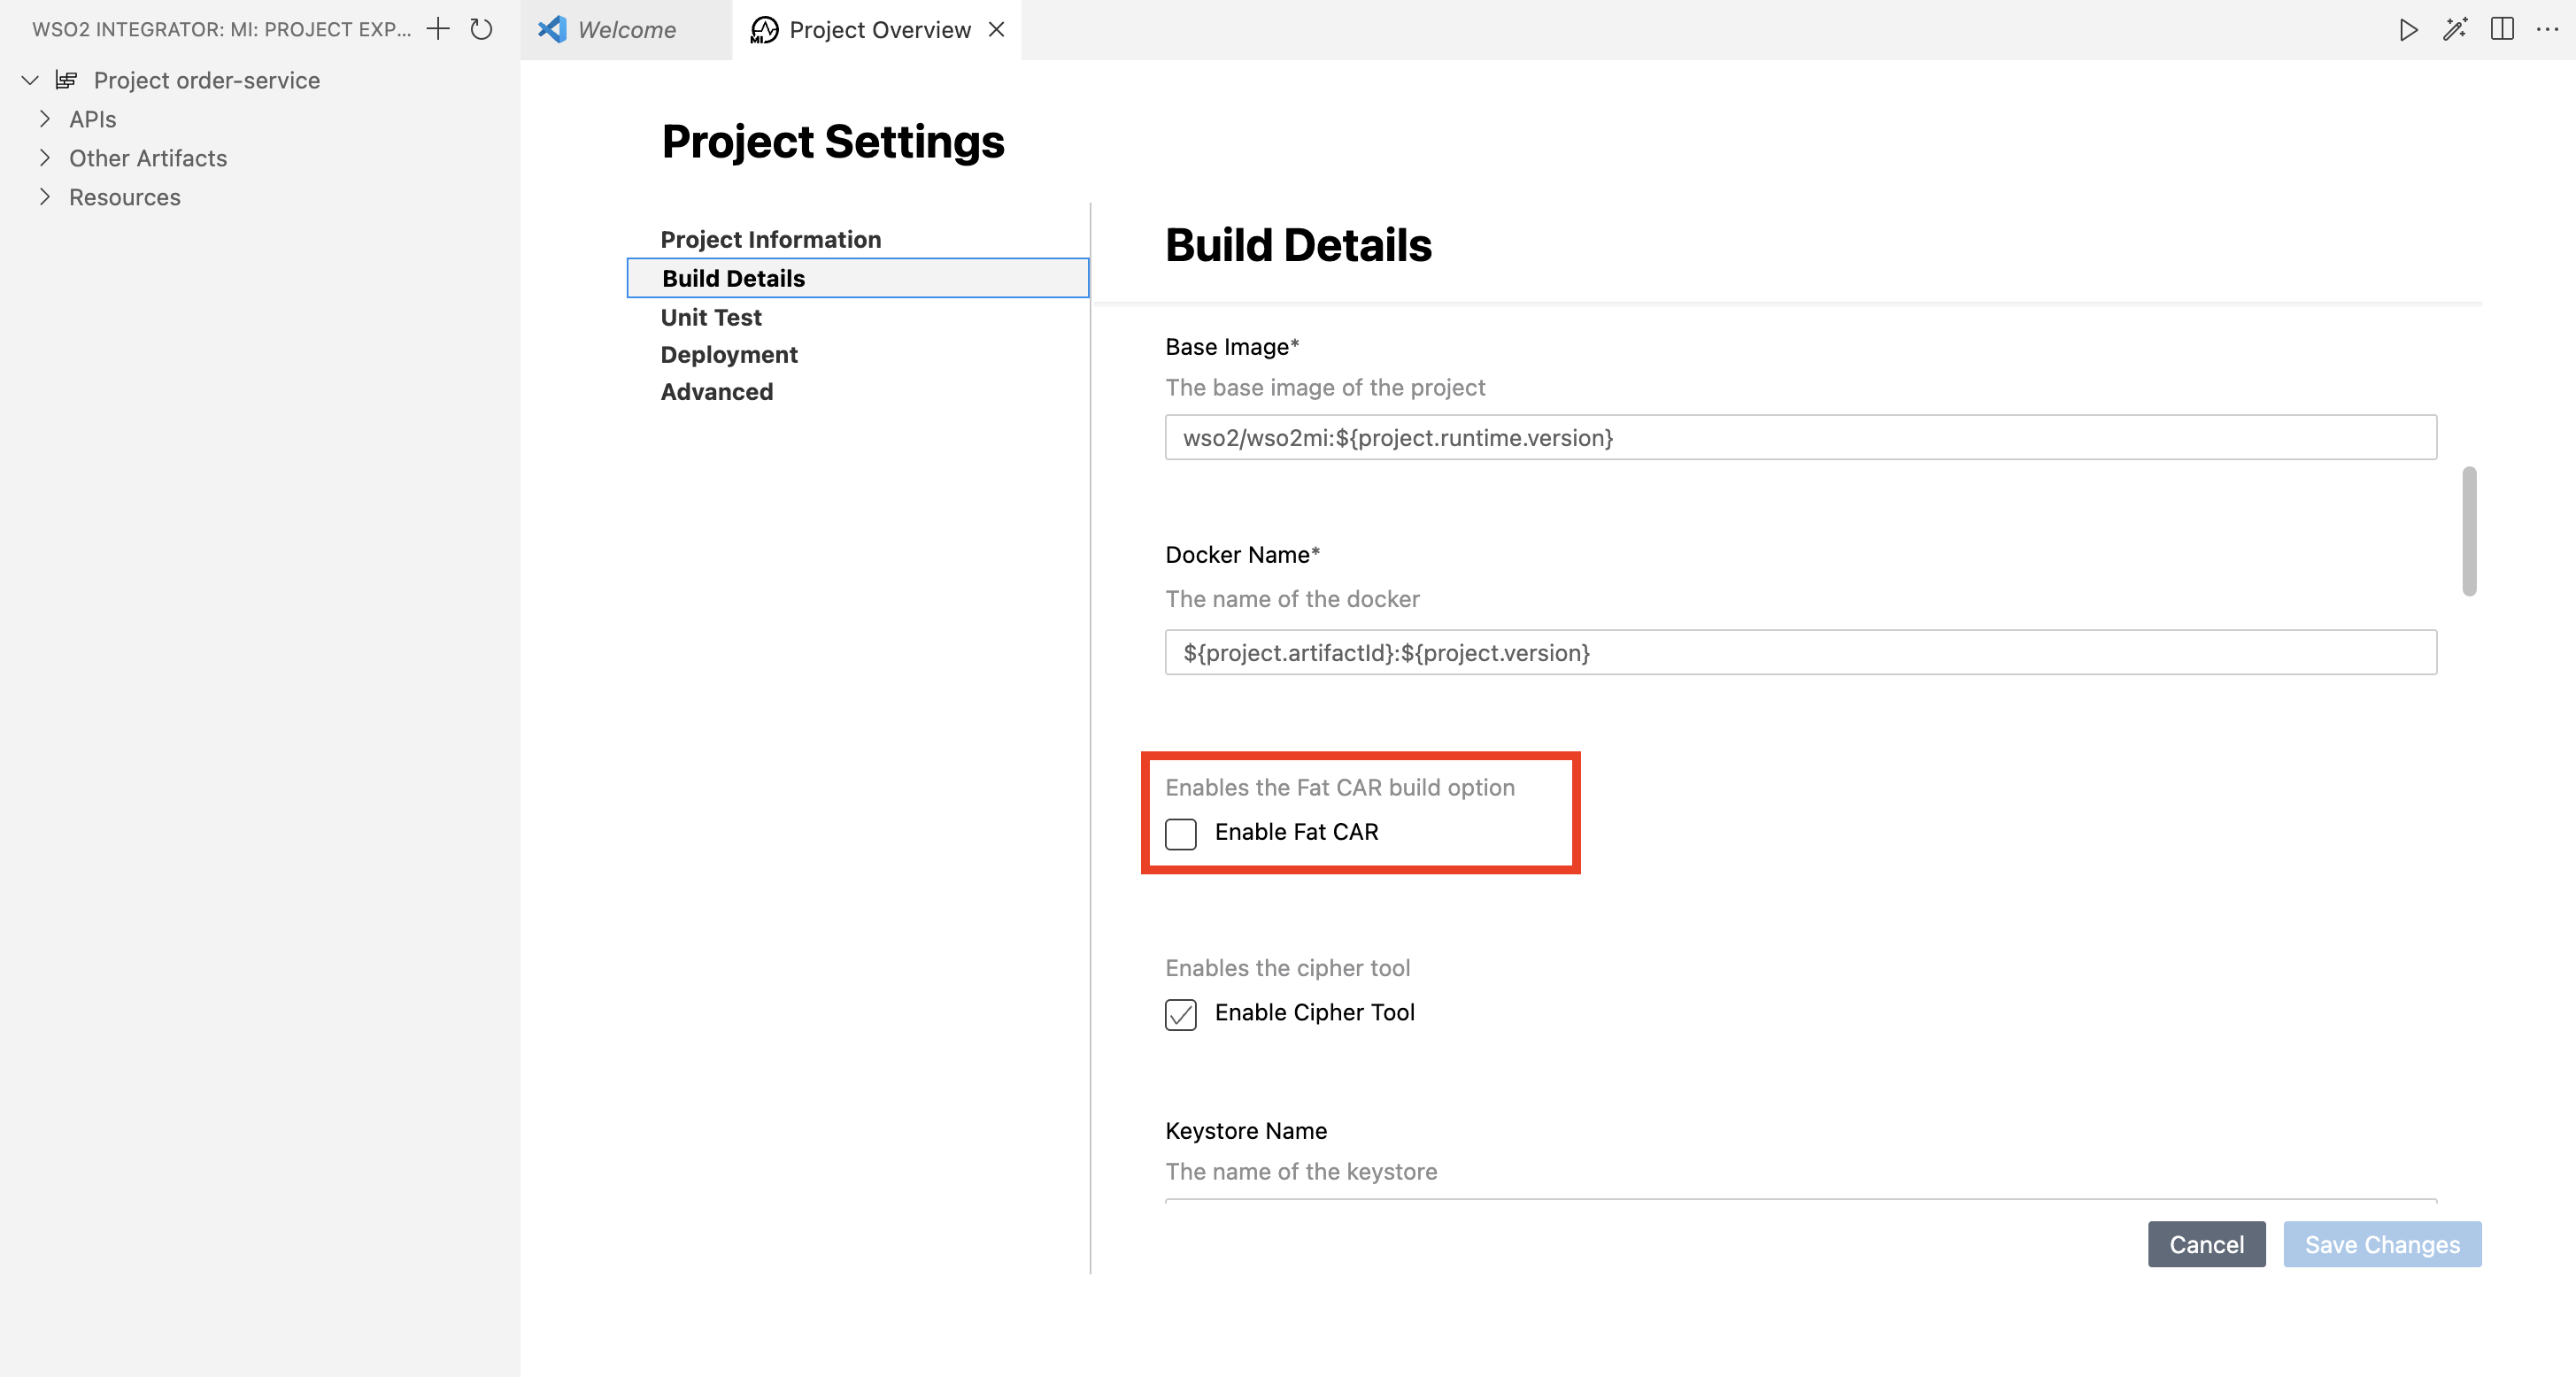 WSO2 INTEGRATOR: MI: PROJECT EXP...
Project order-service
APIs
Other Artifacts
Resources
Welcome
MI
Project Overview
Project Settings
Project Information
Build Details
Unit Test
Deployment
Advanced
Build Details
Base Image*
The base image of the project
wso2/wso2mi:${project.runtime.version}
Docker Name*
The name of the docker
${project.artifactId}:${project.version}
Enables the Fat CAR build option
Enable Fat CAR
Enables the cipher tool
Enable Cipher Tool
Keystore Name
The name of the keystore
Cancel
Save Changes